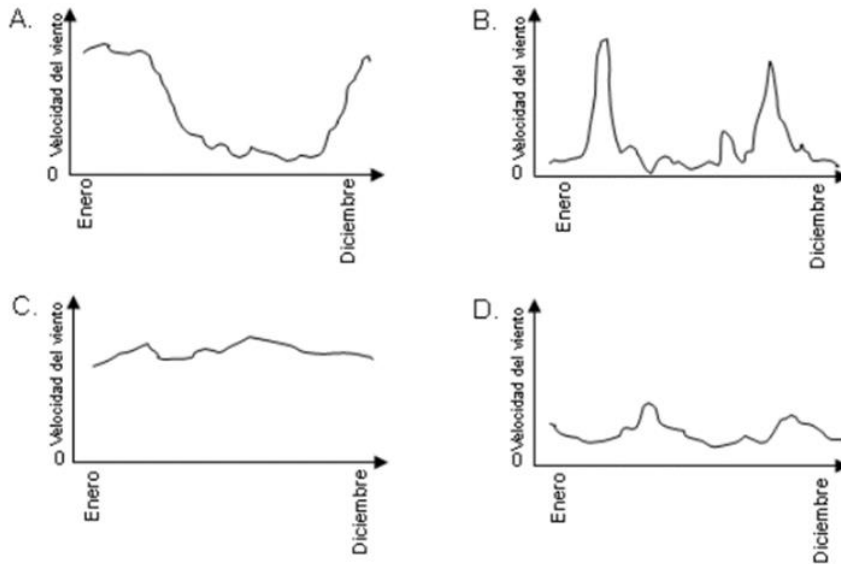 A.
Velocidad del viento
0
Enero
Diciembre
B.
Velocidad del viento
0
Enero
Diciembre
C.
Velocidad del viento
0
Enero
Diciembre
D.
Velocidad del viento
0
Enero
Diciembre